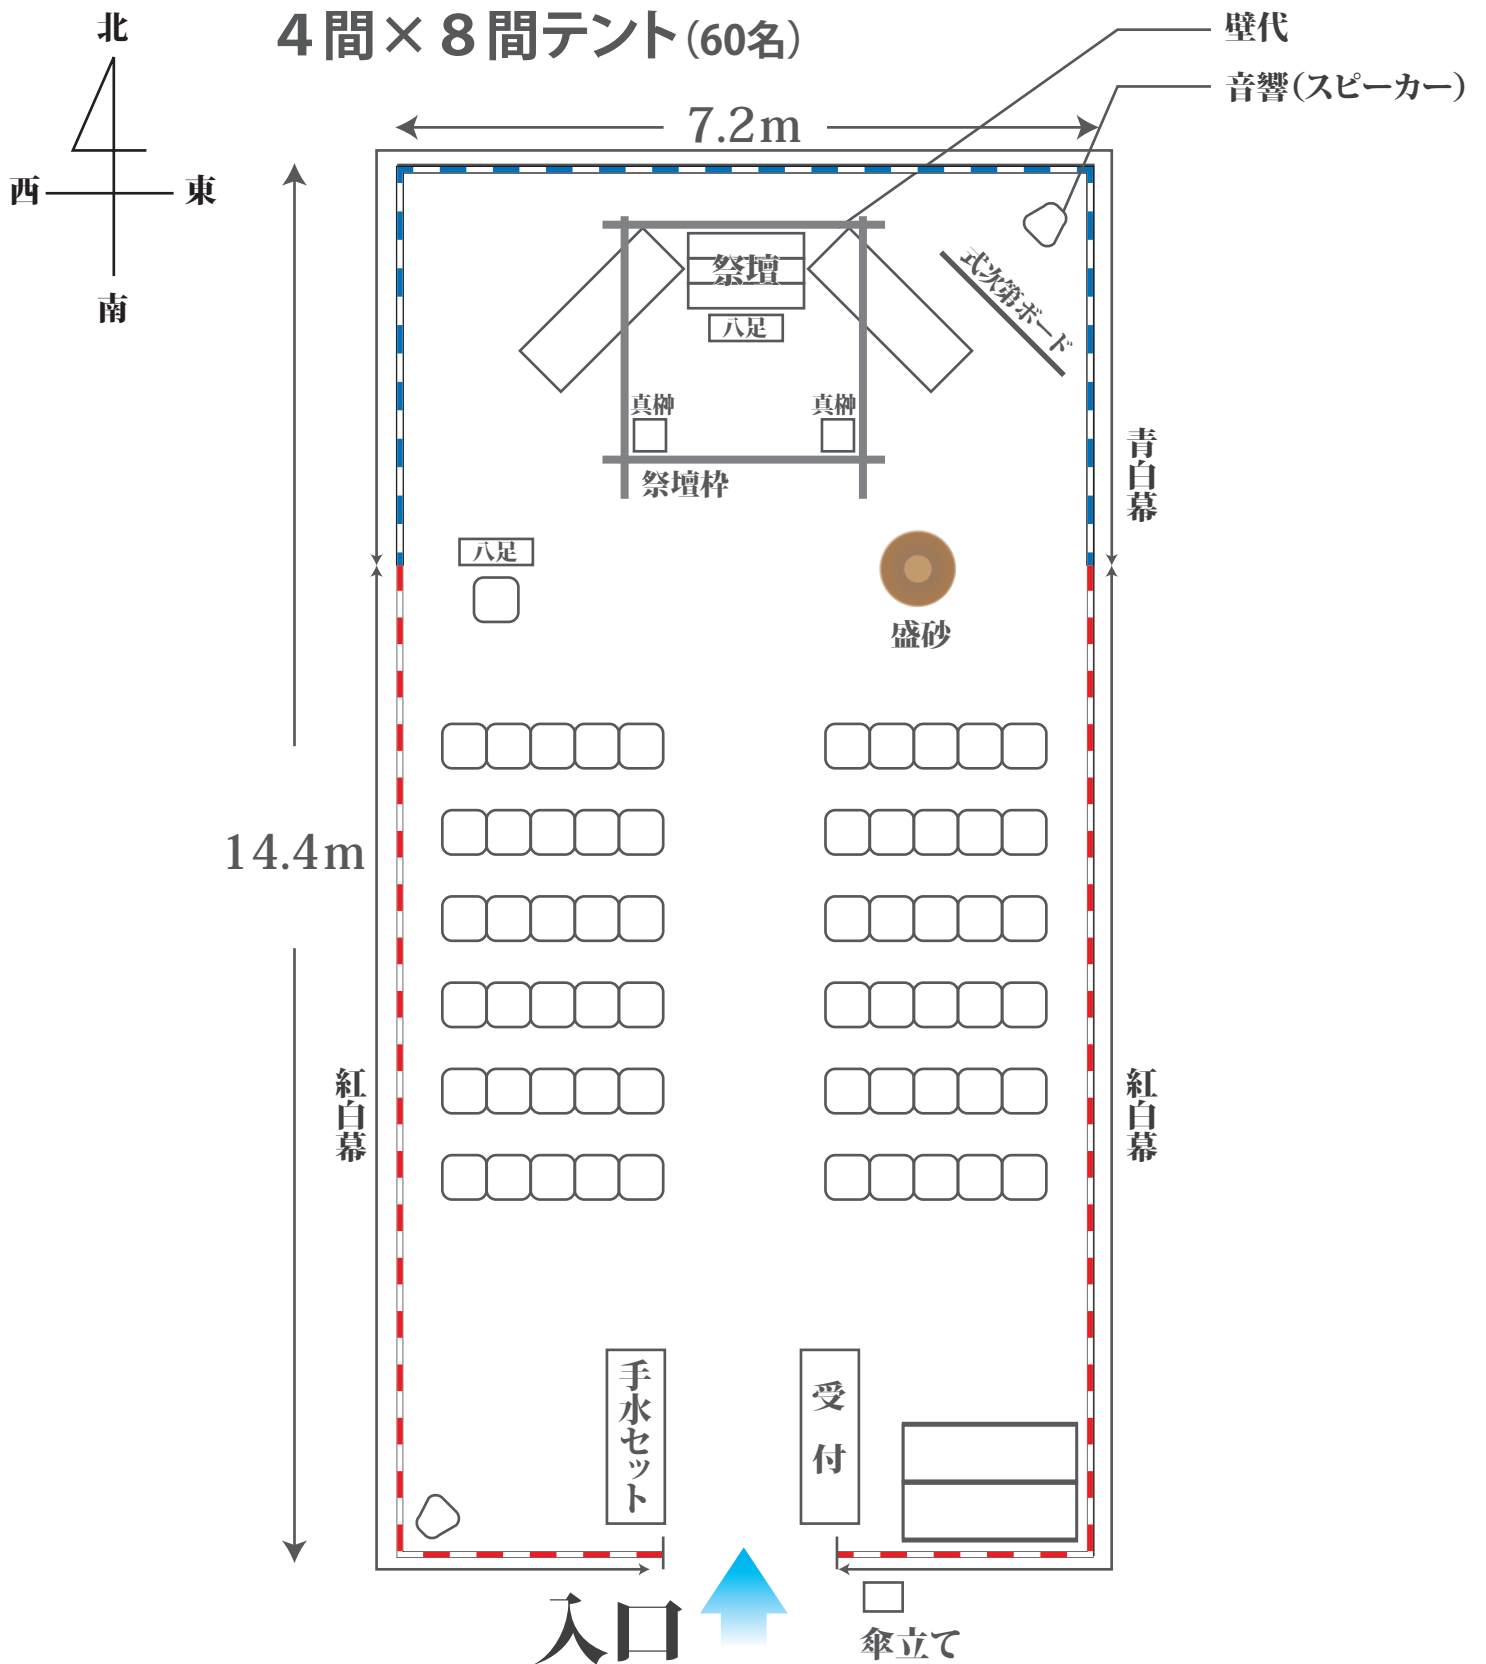 北
４間×８間テント(60名)
壁代
音響(スピーカー)
7.2m
西
東
南
祭壇
式次第ボード
八足
真榊
真榊
祭壇枠
青白幕
八足
盛砂
14.4m
紅白幕
紅白幕
手水セット
受付
入口
傘立て